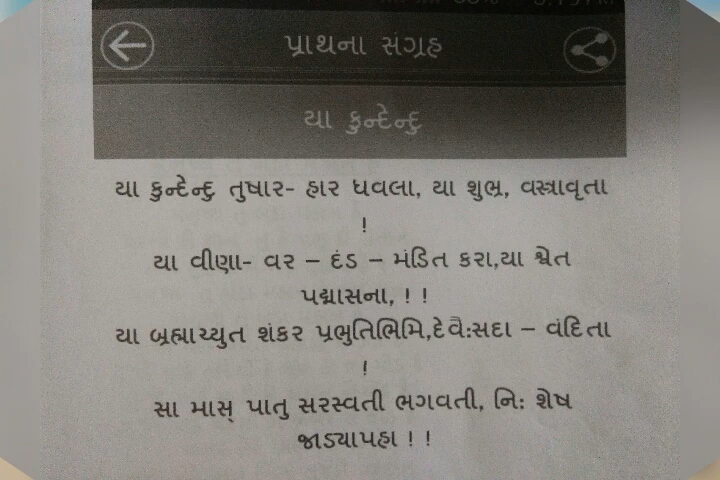 પ્રાથના સંગ્રહ
યા કુન્દેન્દુ
યા કુન્દેન્દુ તુષાર- હાર ધવલા, યા શુભ્ર, વસ્ત્રાવૃતા
!
યા વીણા- વર – દંડ – મંડિત કરા,યા શ્વેત
પદ્માસના, ! !
યા બ્રહ્માચ્યુત શંકર પ્રભુતિભિમિ,દેવૈ:સદા – વંદિતા
!
સા માસ્ પાતુ સરસ્વતી ભગવતી, નિ: શેષ
જાડ્યાપહા ! !